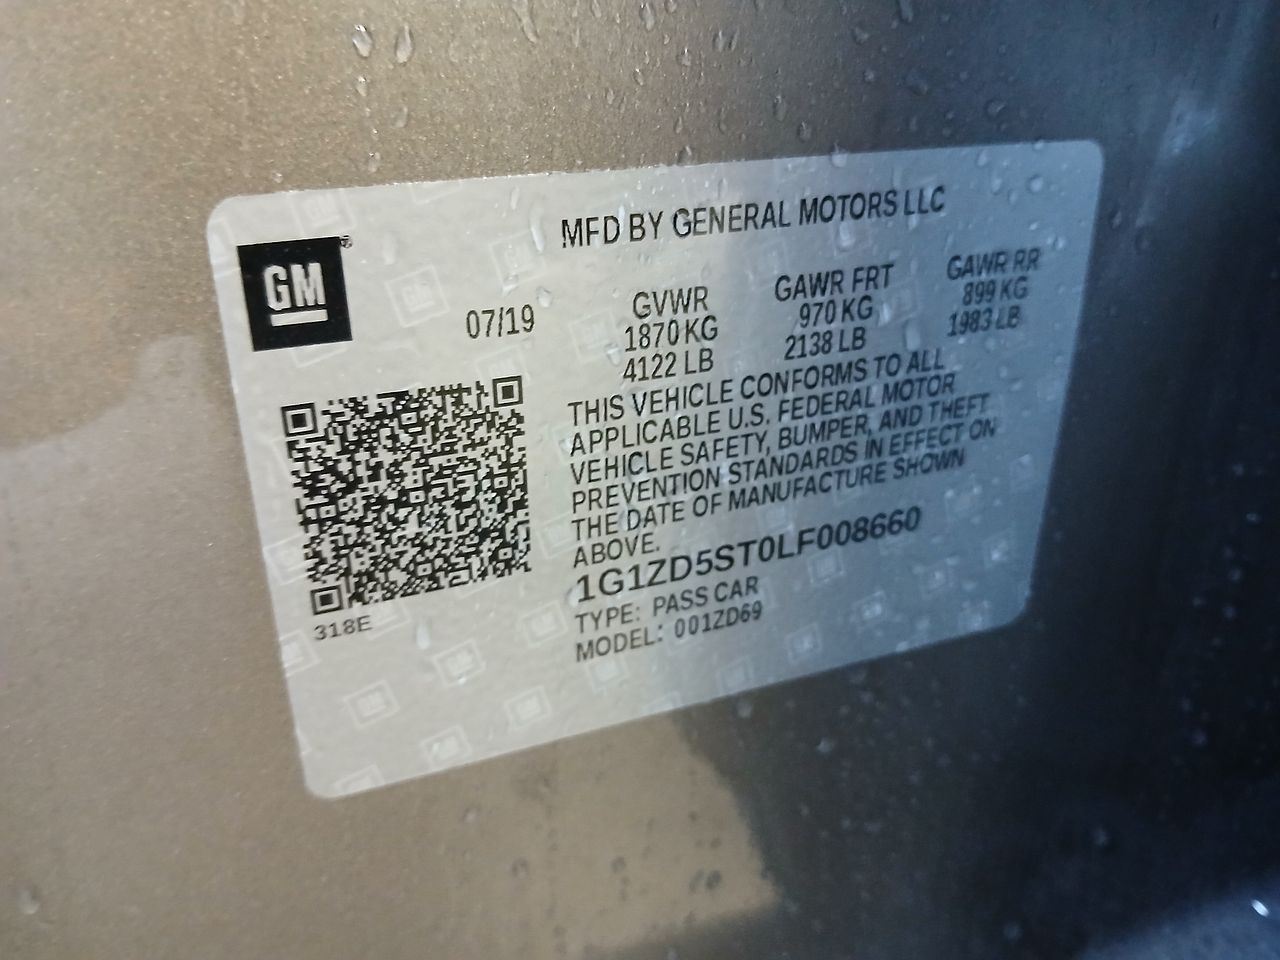 MFD BY GENERAL MOTORS LLC
GM
07/19
GVWR
1870 KG
4122 LB
GAWR FRT
970 KG
2138 LB
GAWR RR
899 KG
1983 LB
THIS VEHICLE CONFORMS TO ALL
APPLICABLE U.S. FEDERAL MOTOR
VEHICLE SAFETY, BUMPER, AND THEFT
PREVENTION STANDARDS IN EFFECT ON
THE DATE OF MANUFACTURE SHOWN
ABOVE.
1G1ZD5ST0LF008660
TYPE: PASS CAR
MODEL: 001ZD69
318E